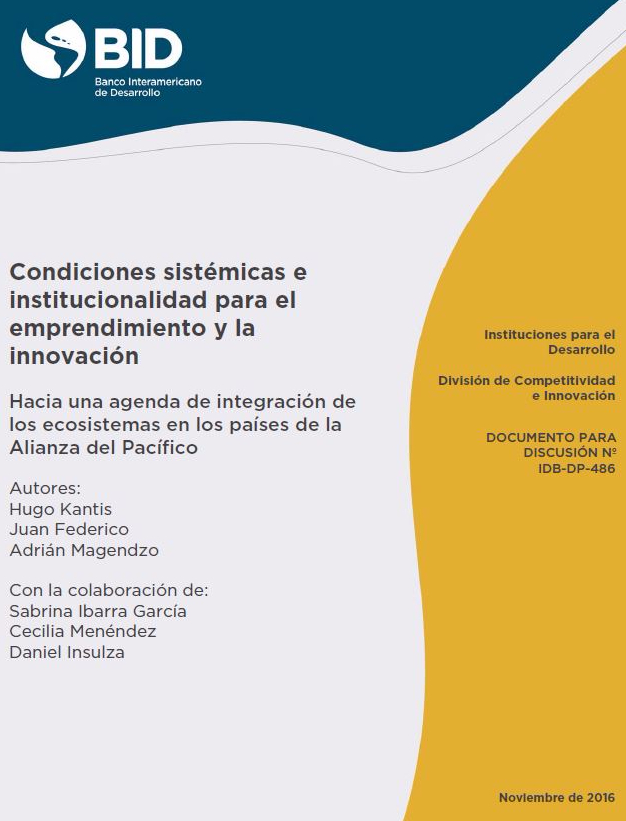 BID
Banco Interamericano
de Desarrollo
Condiciones sistémicas e
institucionalidad para el
emprendimiento y la
innovación
Hacia una agenda de integración de
los ecosistemas en los países de la
Alianza del Pacífico
Autores:
Hugo Kantis
Juan Federico
Adrián Magendzo
Con la colaboración de:
Sabrina Ibarra García
Cecilia Menéndez
Daniel Insulza
Instituciones para el
Desarrollo
División de Competitividad
e Innovación
DOCUMENTO PARA
DISCUSIÓN Nº
IDB-DP-486
Noviembre de 2016